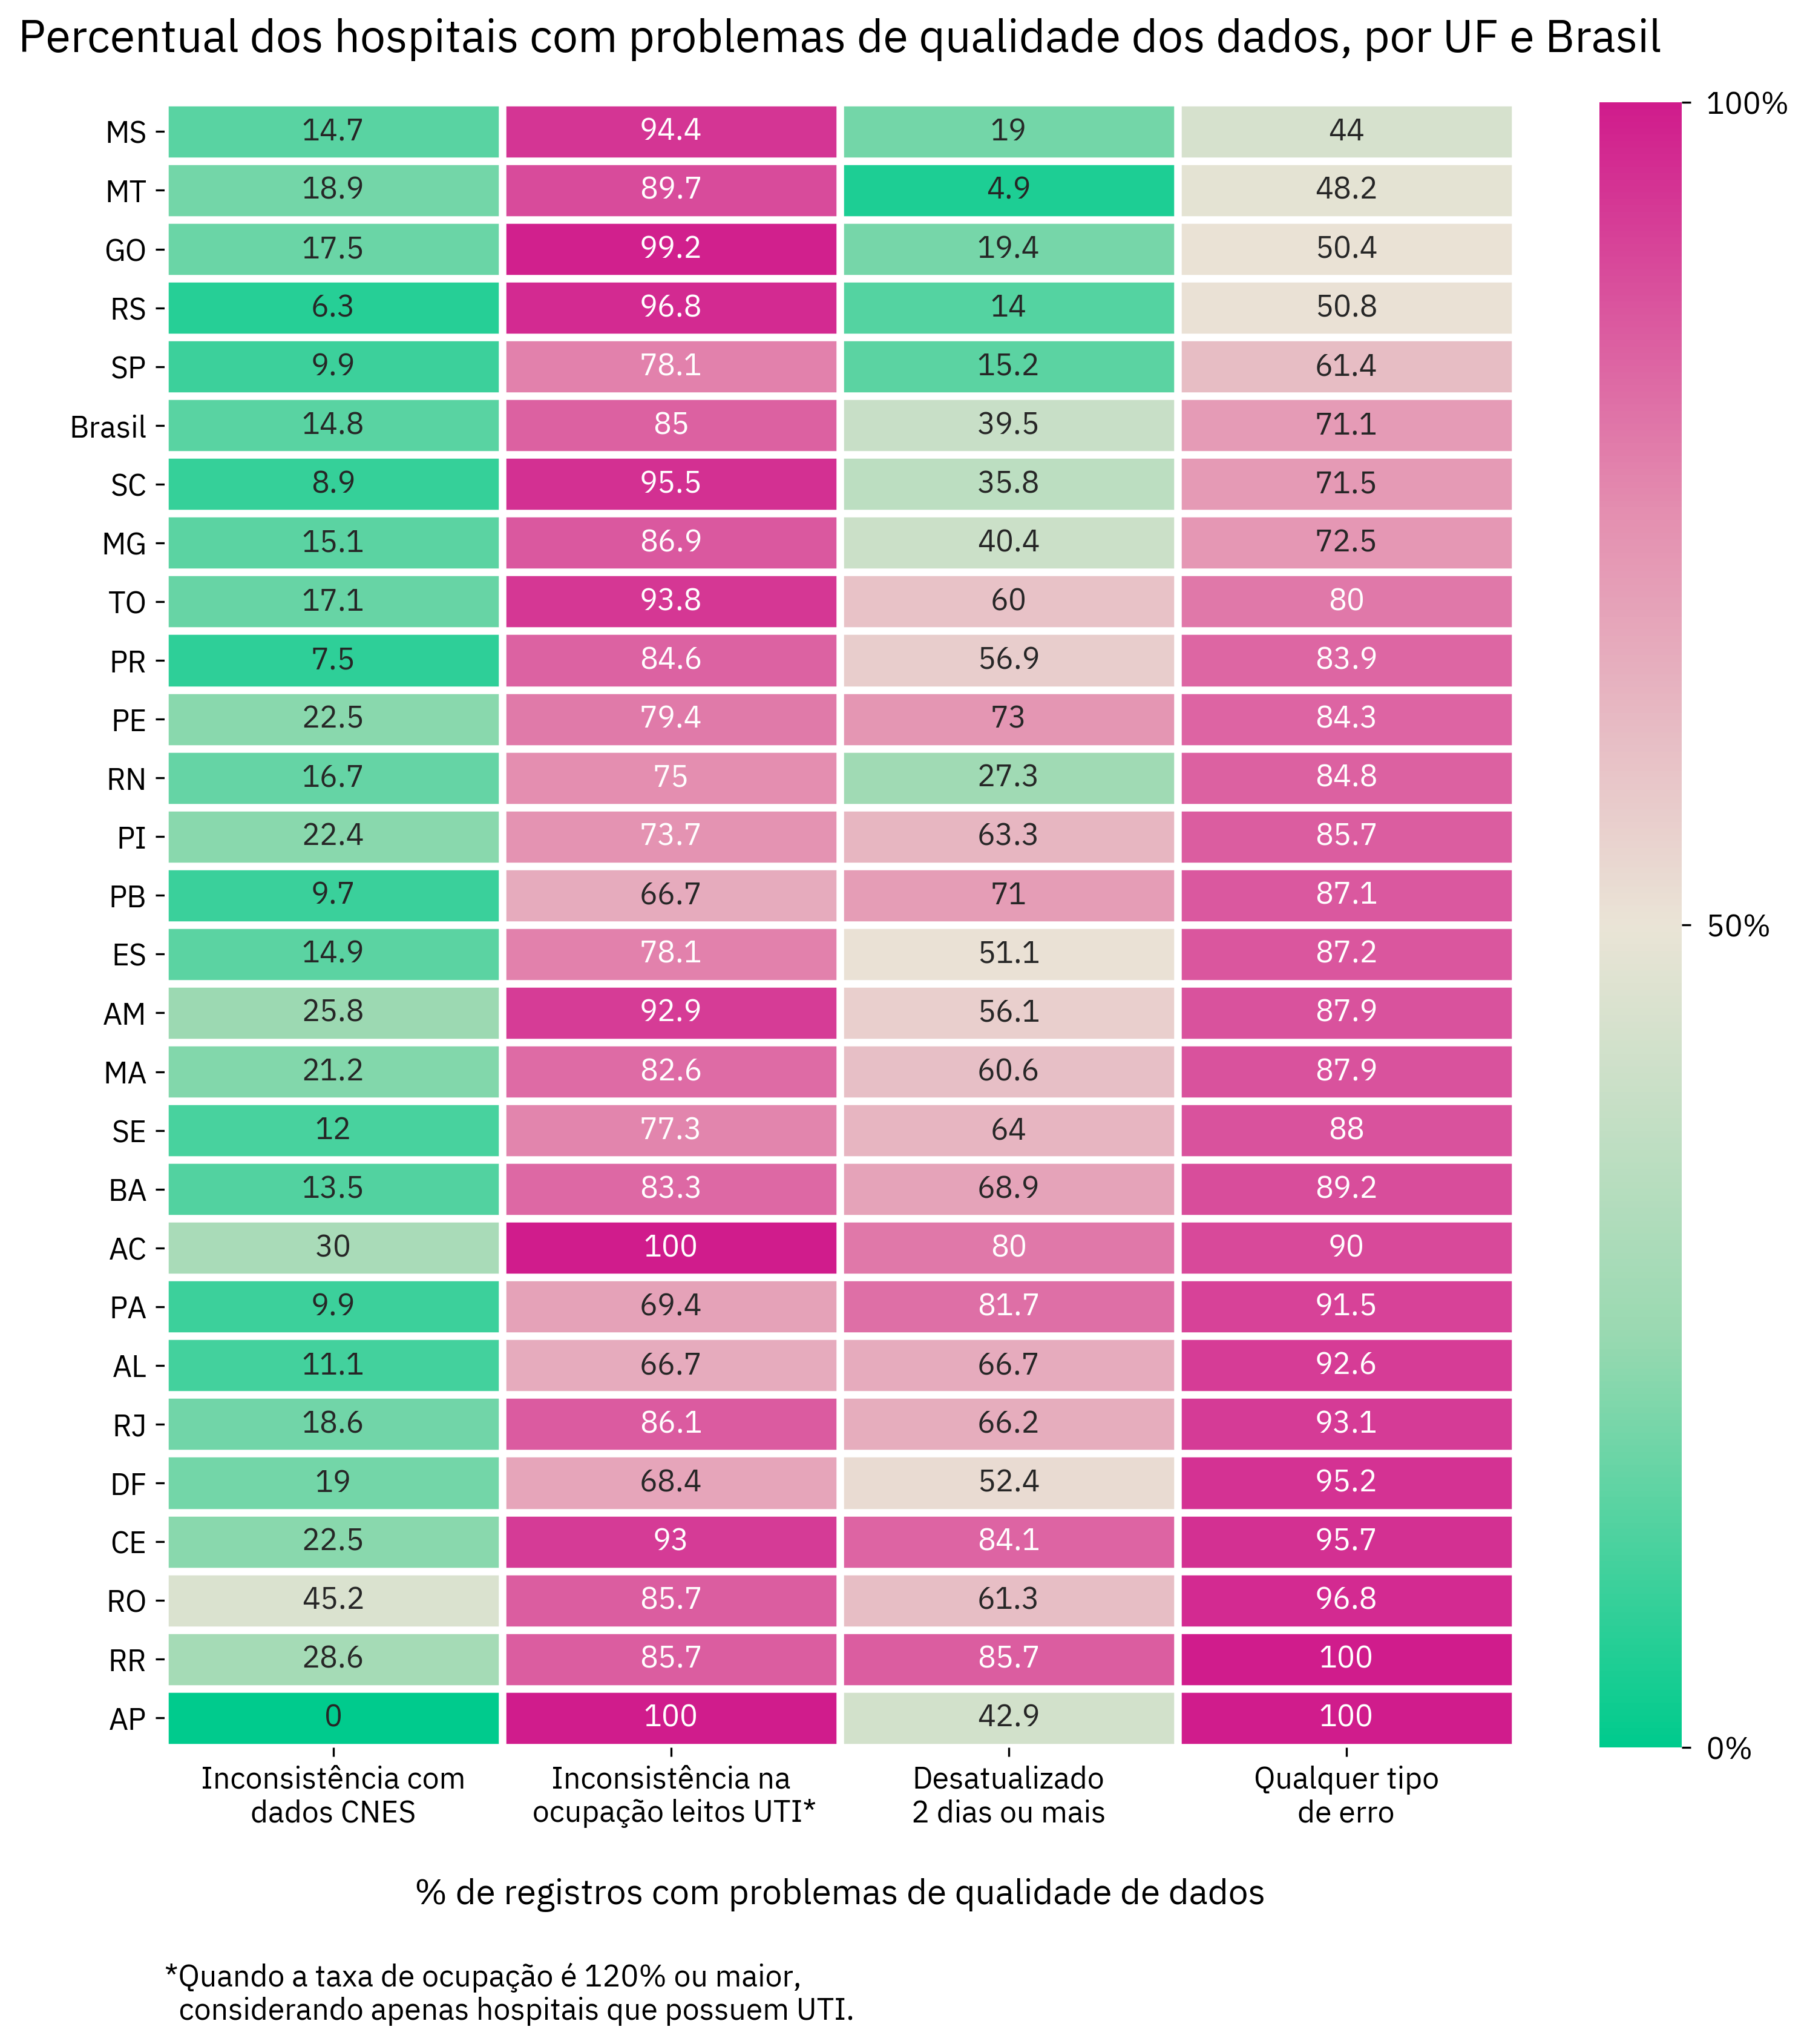 Percentual dos hospitais com problemas de qualidade dos dados, por UF e Brasil
100%
MS 14.7 94.4 19 44
MT 18.9 89.7 4.9 48.2
GO 17.5 99.2 19.4 50.4
RS 6.3 96.8 14 50.8
SP 9.9 78.1 15.2 61.4
Brasil 14.8 85 39.5 71.1
SC 8.9 95.5 35.8 71.5
MG 15.1 86.9 40.4 72.5
TO 17.1 93.8 60 80
PR 7.5 84.6 56.9 83.9
PE 22.5 79.4 73 84.3
RN 16.7 75 27.3 84.8
PI 22.4 73.7 63.3 85.7
PB 9.7 66.7 71 87.1
50%
ES 14.9 78.1 51.1 87.2
AM 25.8 92.9 56.1 87.9
MA 21.2 82.6 60.6 87.9
SE 12 77.3 64 88
BA 13.5 83.3 68.9 89.2
AC 30 100 80 90
PA 9.9 69.4 81.7 91.5
AL 11.1 66.7 66.7 92.6
RJ 18.6 86.1 66.2 93.1
DF 19 68.4 52.4 95.2
CE 22.5 93 84.1 95.7
RO 45.2 85.7 61.3 96.8
RR 28.6 85.7 85.7 100
AP 0 100 42.9 100
0%
Inconsistência com
dados CNES
Inconsistência na
ocupação leitos UTI*
Desatualizado
2 dias ou mais
Qualquer tipo
de erro
% de registros com problemas de qualidade de dados
*Quando a taxa de ocupação é 120% ou maior,
considerando apenas hospitais que possuem UTI.